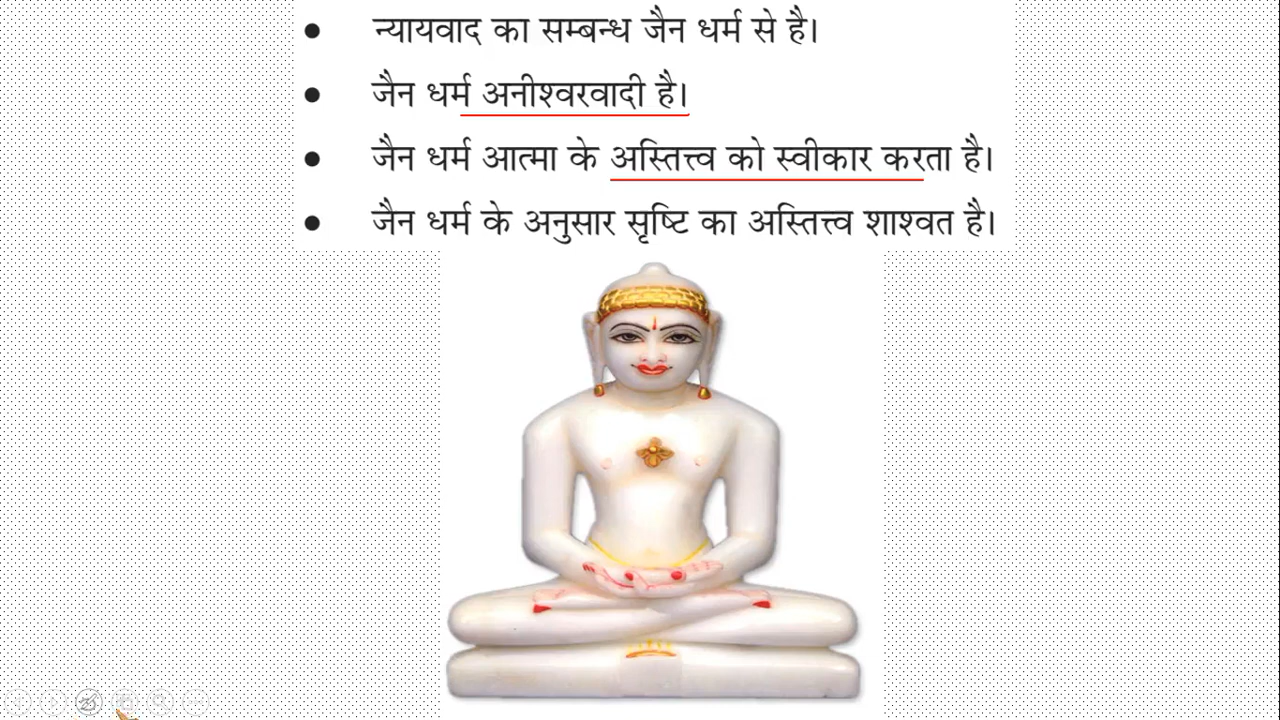 ● न्यायवाद का सम्बन्ध जैन धर्म से है।
● जैन धर्म अनीश्वरवादी है।
● जैन धर्म आत्मा के अस्तित्त्व को स्वीकार करता है।
● जैन धर्म के अनुसार सृष्टि का अस्तित्त्व शाश्वत है।